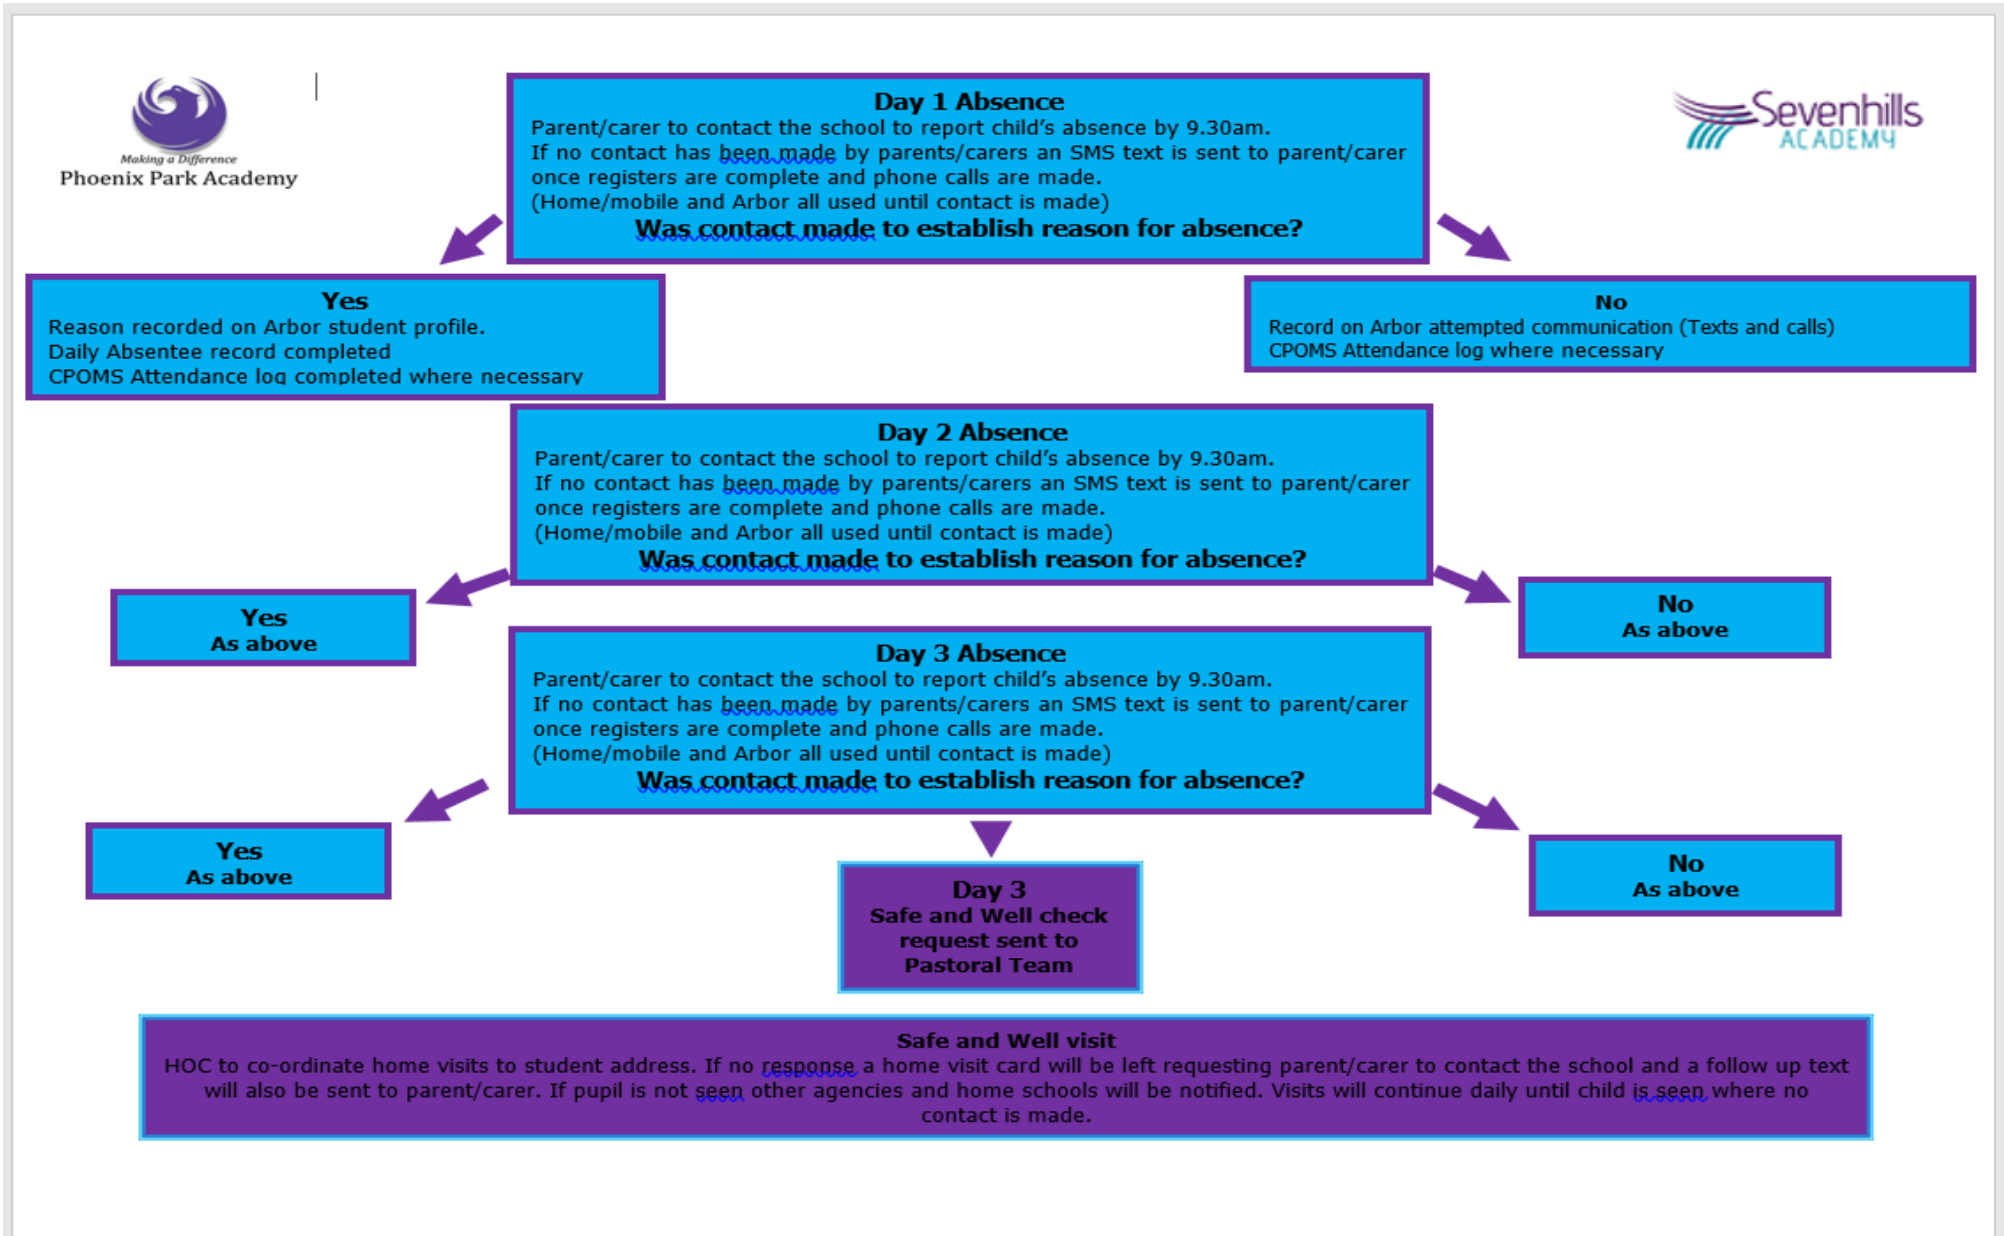 Making a Difference
Phoenix Park Academy
Sevenhills
ACADEMY
Day 1 Absence
Parent/carer to contact the school to report child's absence by 9.30am.
If no contact has been made by parents/carers an SMS text is sent to parent/carer
once registers are complete and phone calls are made.
(Home/mobile and Arbor all used until contact is made)
Was contact made to establish reason for absence?
Yes
Reason recorded on Arbor student profile.
Daily Absentee record completed
CPOMS Attendance log completed where necessary
No
Record on Arbor attempted communication (Texts and calls)
CPOMS Attendance log where necessary
Day 2 Absence
Parent/carer to contact the school to report child's absence by 9.30am.
If no contact has been made by parents/carers an SMS text is sent to parent/carer
once registers are complete and phone calls are made.
(Home/mobile and Arbor all used until contact is made)
Was contact made to establish reason for absence?
Yes
As above
No
As above
Day 3 Absence
Parent/carer to contact the school to report child's absence by 9.30am.
If no contact has been made by parents/carers an SMS text is sent to parent/carer
once registers are complete and phone calls are made.
(Home/mobile and Arbor all used until contact is made)
Was contact made to establish reason for absence?
Yes
As above
No
As above
Day 3
Safe and Well check
request sent to
Pastoral Team
Safe and Well visit
HOC to co-ordinate home visits to student address. If no response a home visit card will be left requesting parent/carer to contact the school and a follow up text
will also be sent to parent/carer. If pupil is not seen other agencies and home schools will be notified. Visits will continue daily until child is seen where no
contact is made.